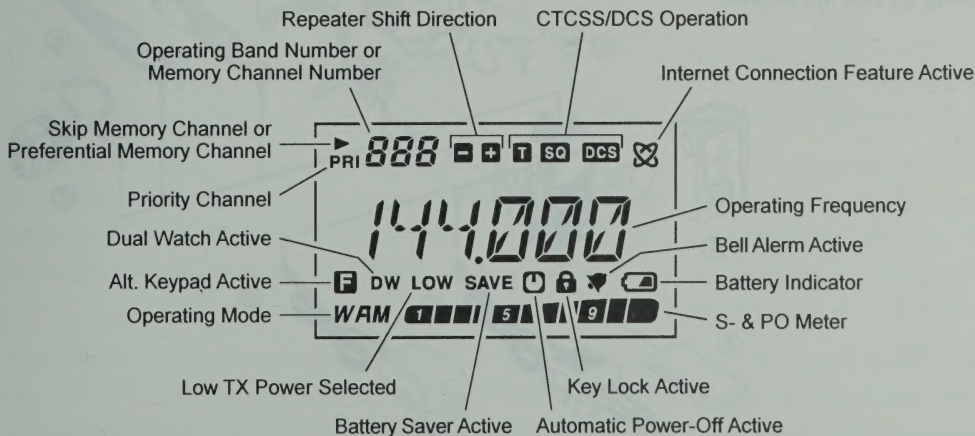 Repeater Shift Direction
CTCSS/DCS Operation
Operating Band Number or
Memory Channel Number
Internet Connection Feature Active
Skip Memory Channel or
Preferential Memory Channel
PRI 888 - + T SQ DCS
Priority Channel
144.000
Operating Frequency
Dual Watch Active
Bell Alerm Active
Alt. Keypad Active
F DW LOW SAVE
Battery Indicator
Operating Mode
WAM 1 5 9
S- & PO Meter
Low TX Power Selected
Key Lock Active
Battery Saver Active
Automatic Power-Off Active